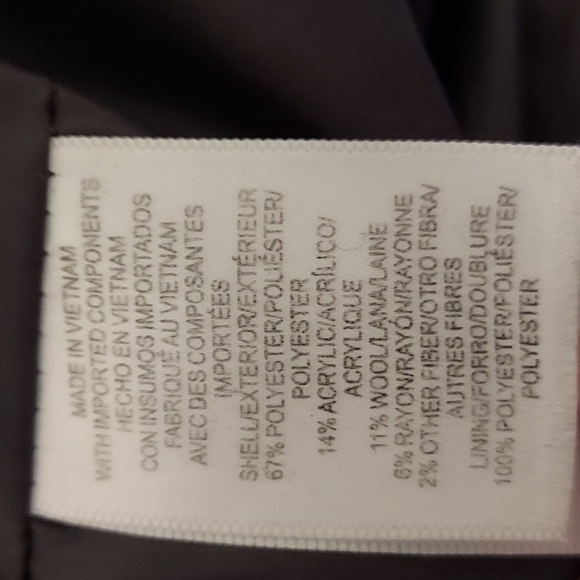 MADE IN VIETNAM
WITH IMPORTED COMPONENTS
HECHO EN VIETNAM
CON INSUMOS IMPORTADOS
FABRIQUÉ AU VIETNAM
AVEC DES COMPOSANTES
IMPORTÉES
SHELL/EXTERIOR/EXTÉRIEUR
67% POLYESTER/POLIÉSTER/
POLYESTER
14% ACRYLIC/ACRÍLICO/
ACRYLIQUE
11% WOOL/LANA/LAINE
6% RAYON/RAYÓN/RAYONNE
2% OTHER FIBER/OTRO FIBRA/
AUTRES FIBRES
LINING/FORRO/DOUBLURE
100% POLYESTER/POLIÉSTER/
POLYESTER